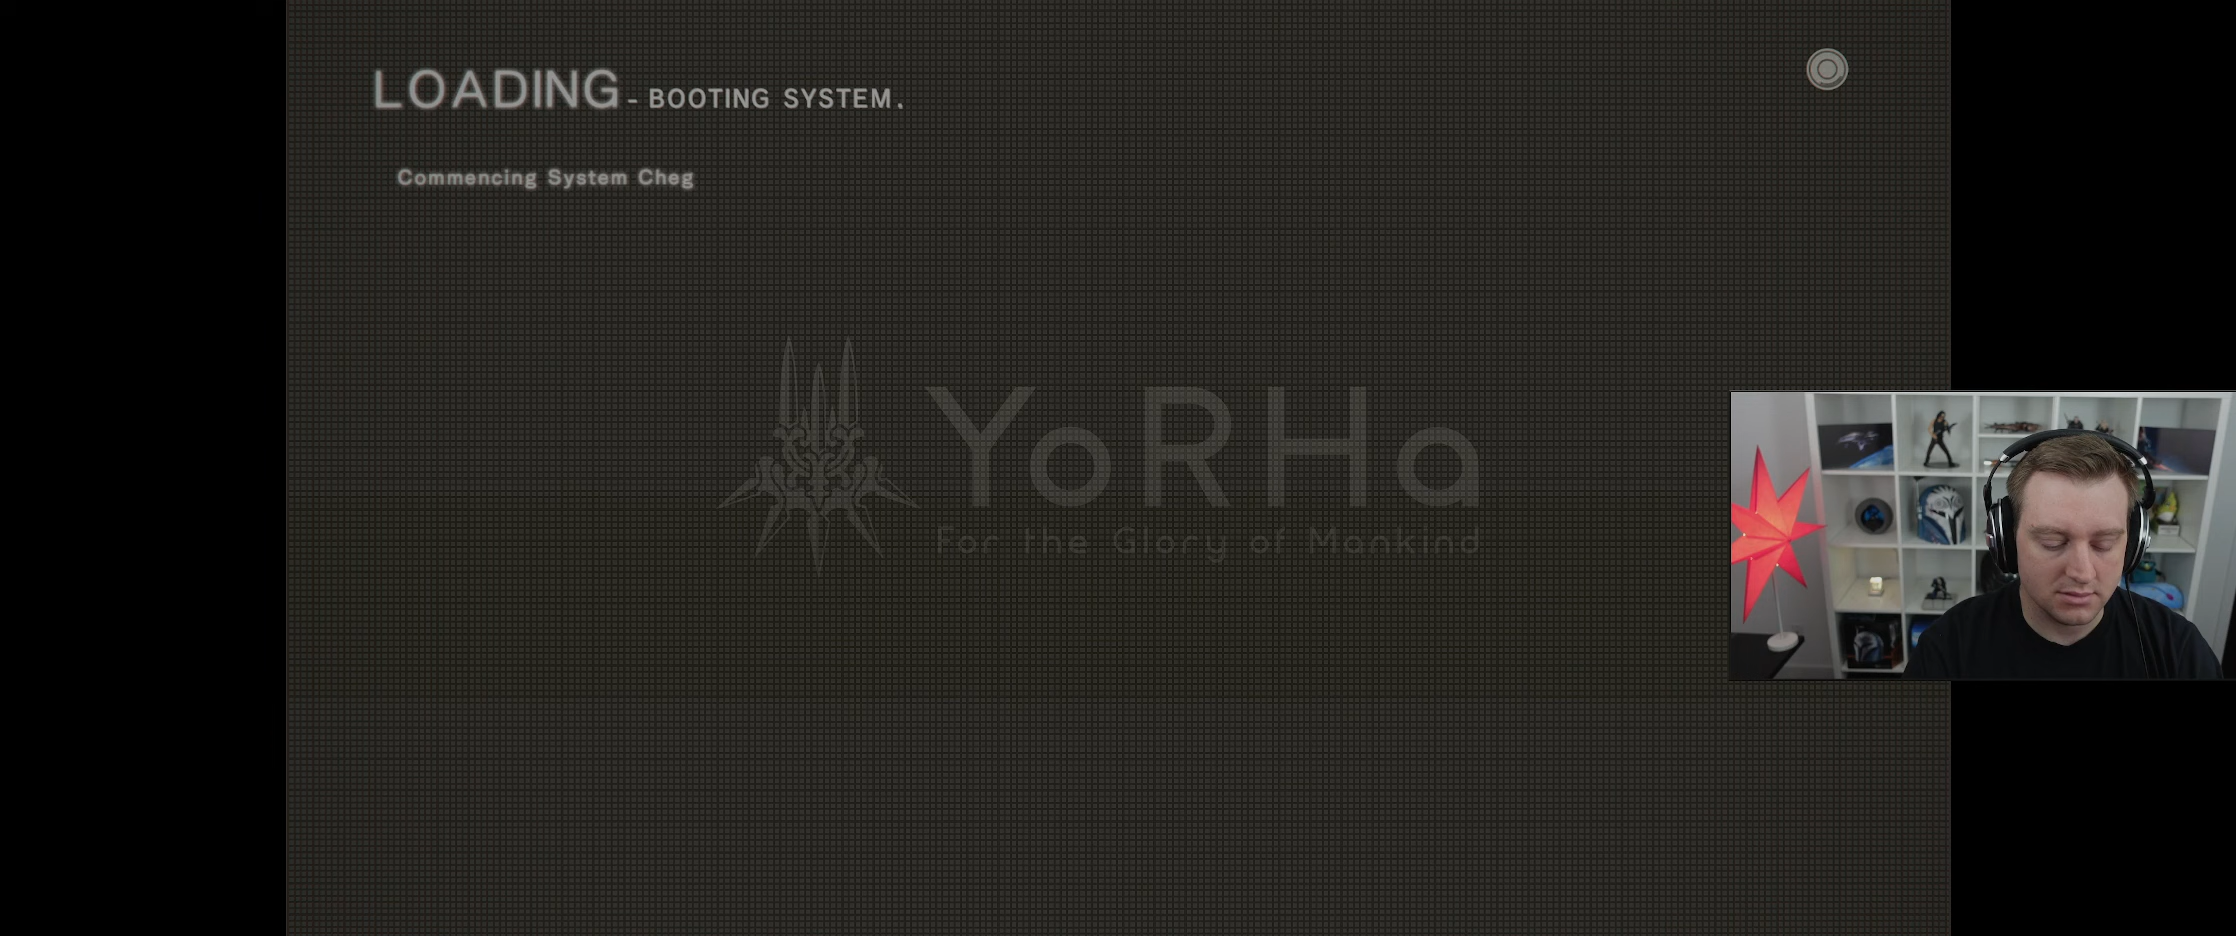 LOADING - BOOTING SYSTEM.
Commencing System Cheg
YoRHa
For the Glory of Mankind